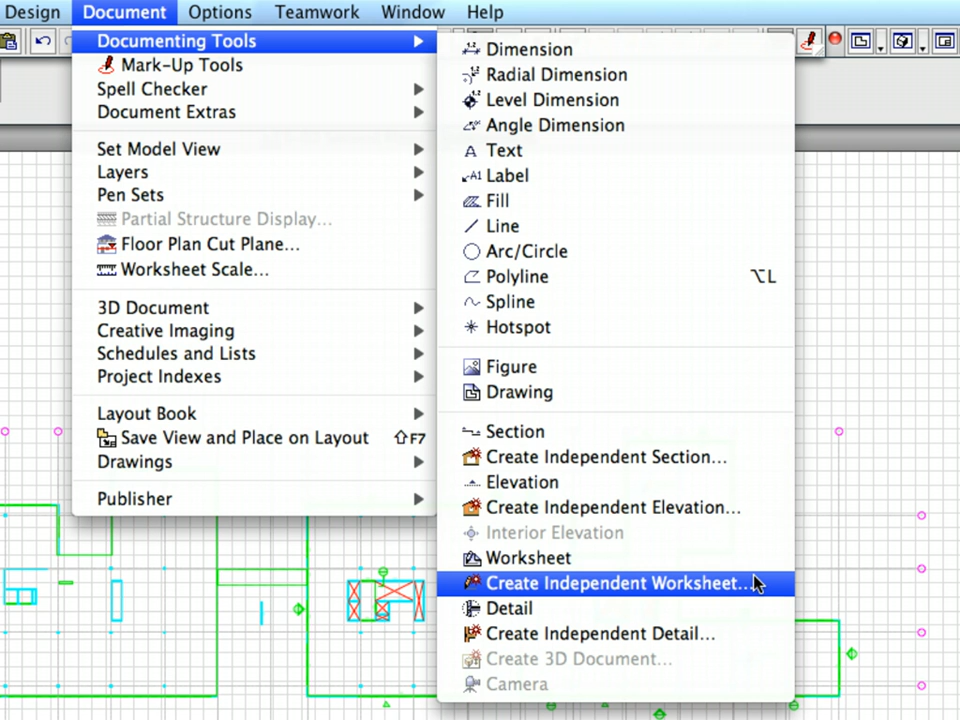 Design Document Options Teamwork Window Help
Documenting Tools
Mark-Up Tools
Spell Checker
Document Extras
Set Model View
Layers
Pen Sets
Partial Structure Display...
Floor Plan Cut Plane...
Worksheet Scale...
3D Document
Creative Imaging
Schedules and Lists
Project Indexes
Layout Book
Save View and Place on Layout ⇧F7
Drawings
Publisher
Dimension
Radial Dimension
Level Dimension
Angle Dimension
Text
Label
Fill
Line
Arc/Circle
Polyline ⌥L
Spline
Hotspot
Figure
Drawing
Section
Create Independent Section...
Elevation
Create Independent Elevation...
Interior Elevation
Worksheet
Create Independent Worksheet...
Detail
Create Independent Detail...
Create 3D Document...
Camera